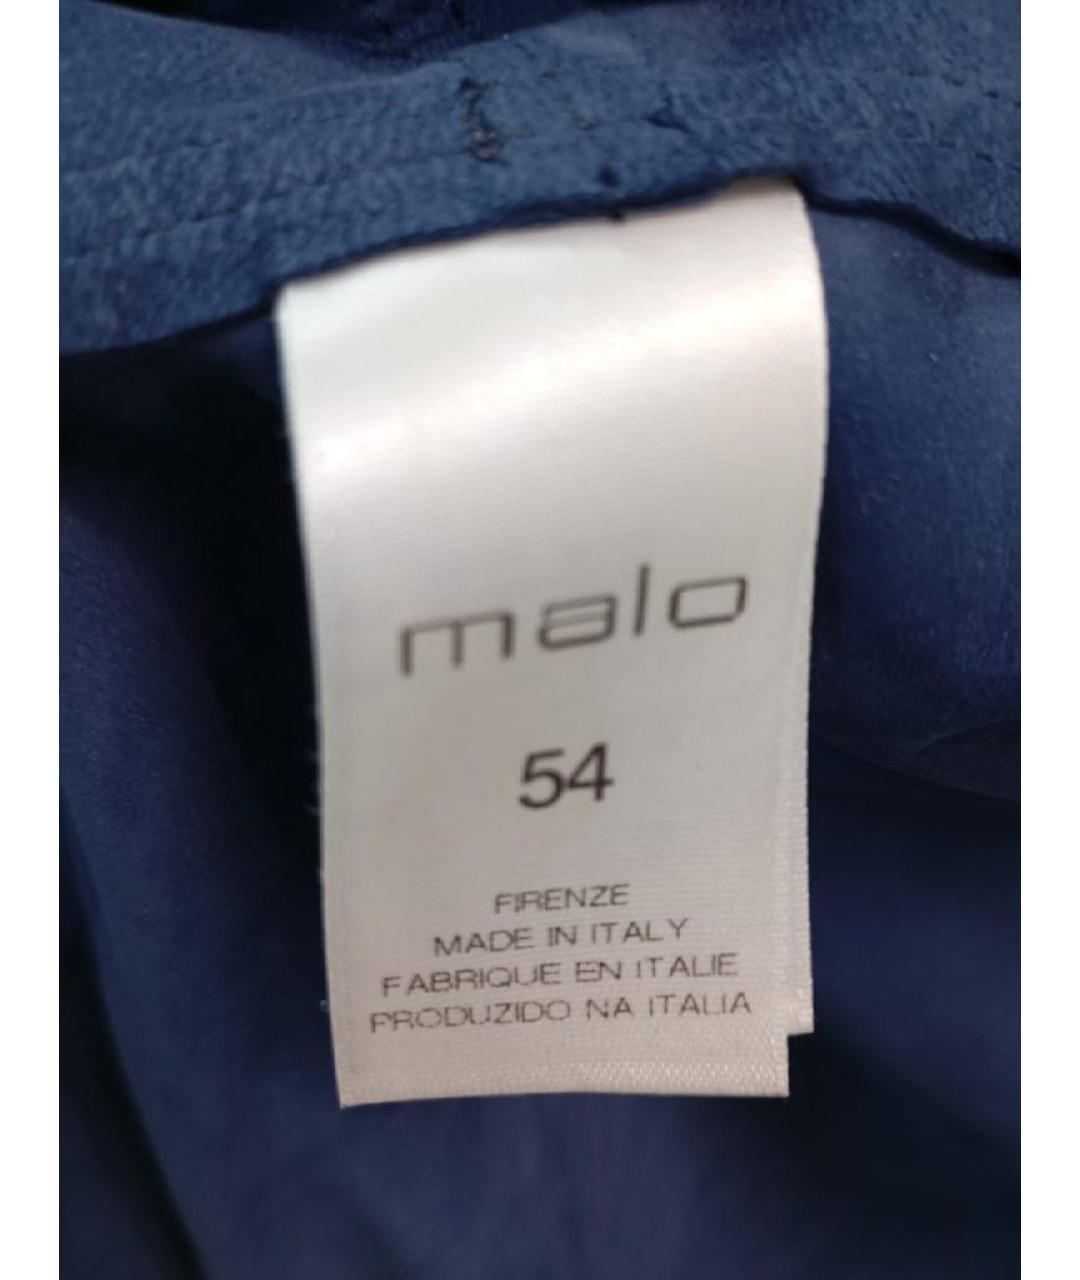 malo
54
FIRENZE
MADE IN ITALY
FABRIQUE EN ITALIE
PRODUZIDO NA ITALIA